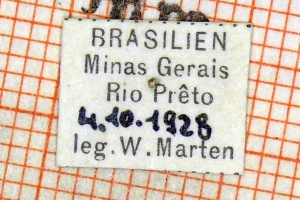 BRASILIEN
Minas Gerais
Rio Prêto
4.10.1928
leg. W. Marten